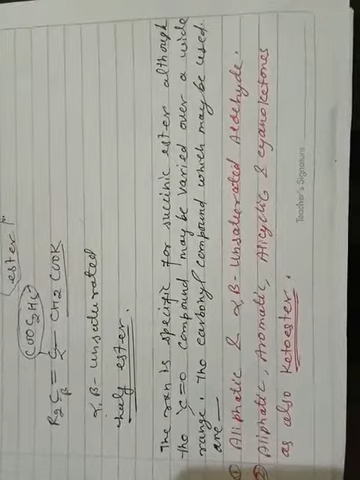 ester
COOC2H5
R2C = C - CH2 COOK
β
α, β-unsaturated
half ester.
The rxn is specific for succinic ester although
the >C=O compound may be varied over a wide
range. The carbonyl compound which may be used
are —
① Aliphatic & αβ-unsaturated Aldehyde.
② Aliphatic, Aromatic, Alicyclic & cyanoketones
as also ketoester.
Teacher's Signature